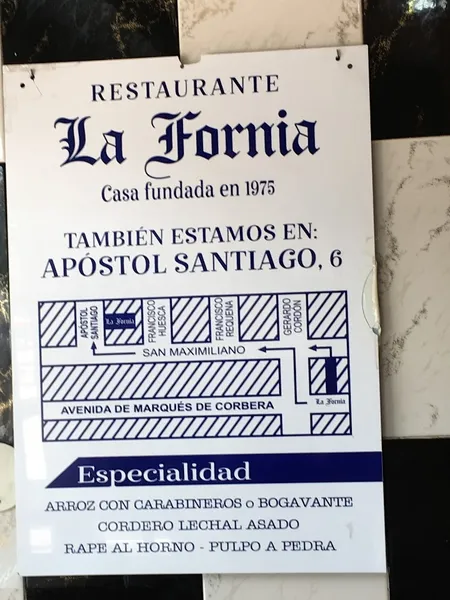 RESTAURANTE
La Fornia
Casa fundada en 1975
TAMBIÉN ESTAMOS EN:
APÓSTOL SANTIAGO, 6
APÓSTOL
SANTIAGO
La Fornia
FRANCISCO
HUESCA
FRANCISCO
REQUENA
GERARDO
CORDÓN
SAN MAXIMILIANO
La Fornia
AVENIDA DE MARQUÉS DE CORBERA
Especialidad
ARROZ CON CARABINEROS o BOGAVANTE
CORDERO LECHAL ASADO
RAPE AL HORNO - PULPO A PEDRA